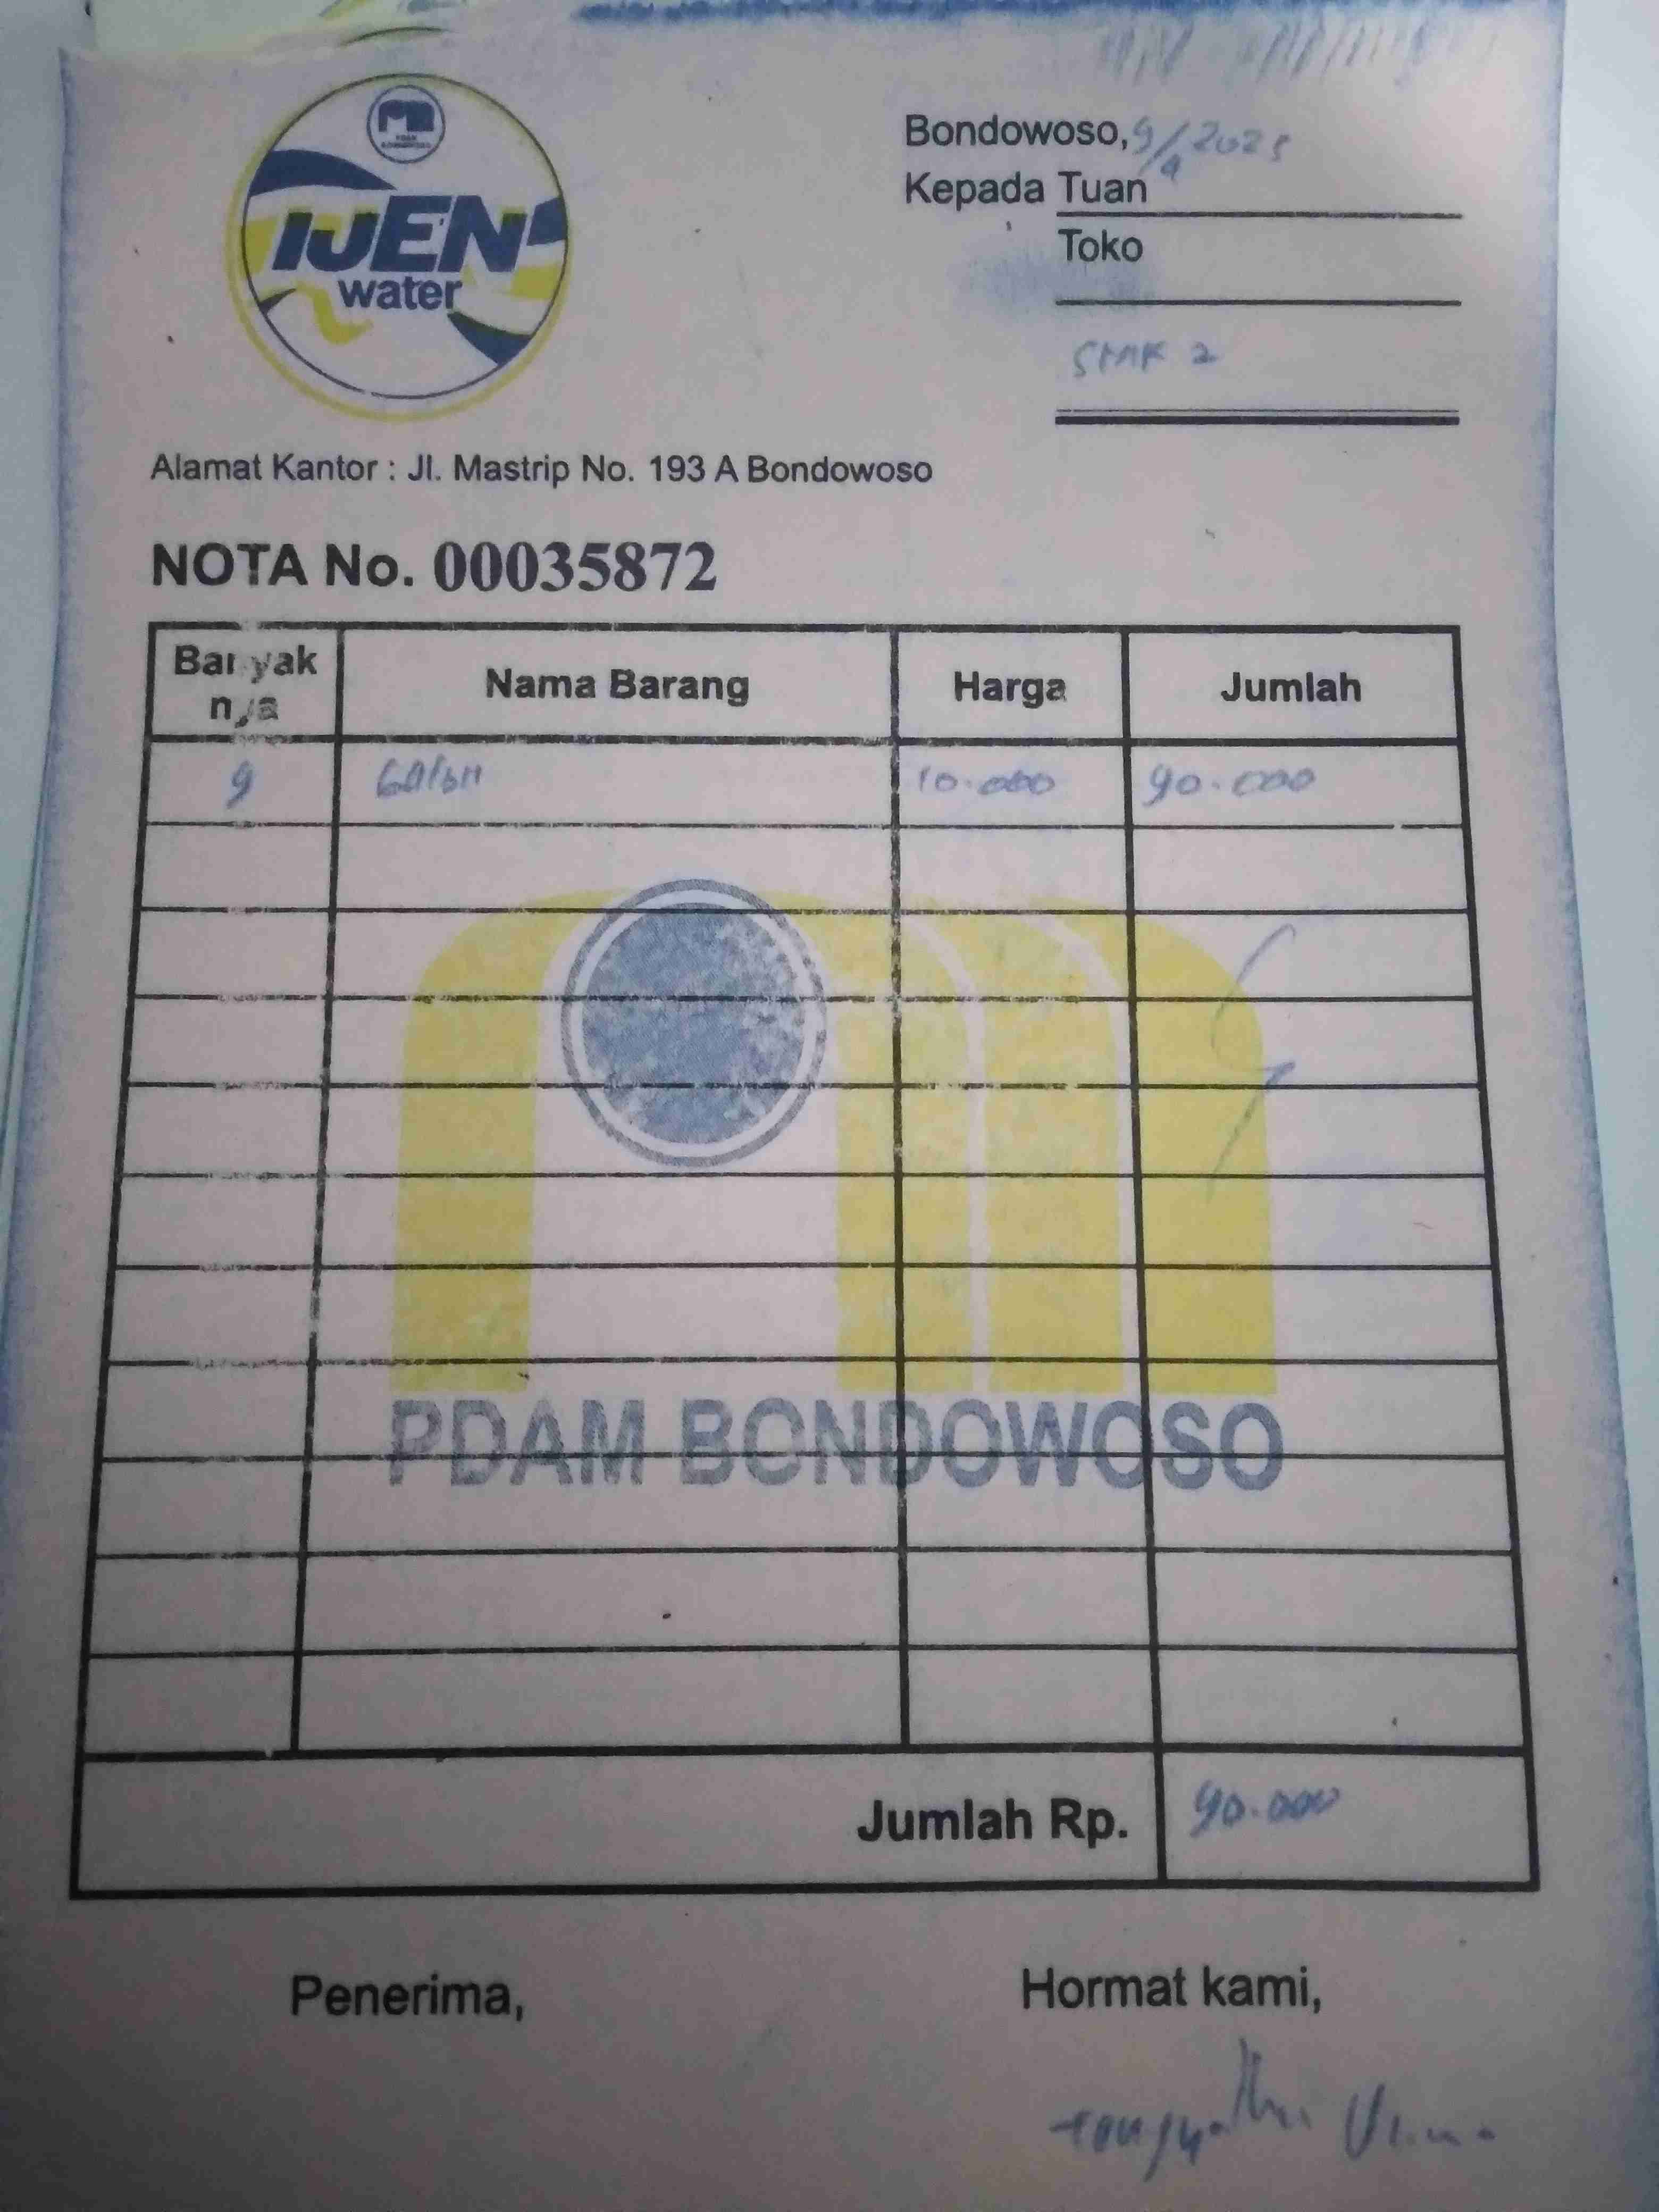 IJEN
water
Bondowoso, 9/9 2025
Kepada Tuan
Toko
SMK 2
Alamat Kantor : Jl. Mastrip No. 193 A Bondowoso
NOTA No. 00035872
Banyak nya Nama Barang Harga Jumlah
9 Galon 10.000 90.000
PDAM BONDOWOSO
Jumlah Rp. 90.000
Penerima,
Hormat kami,